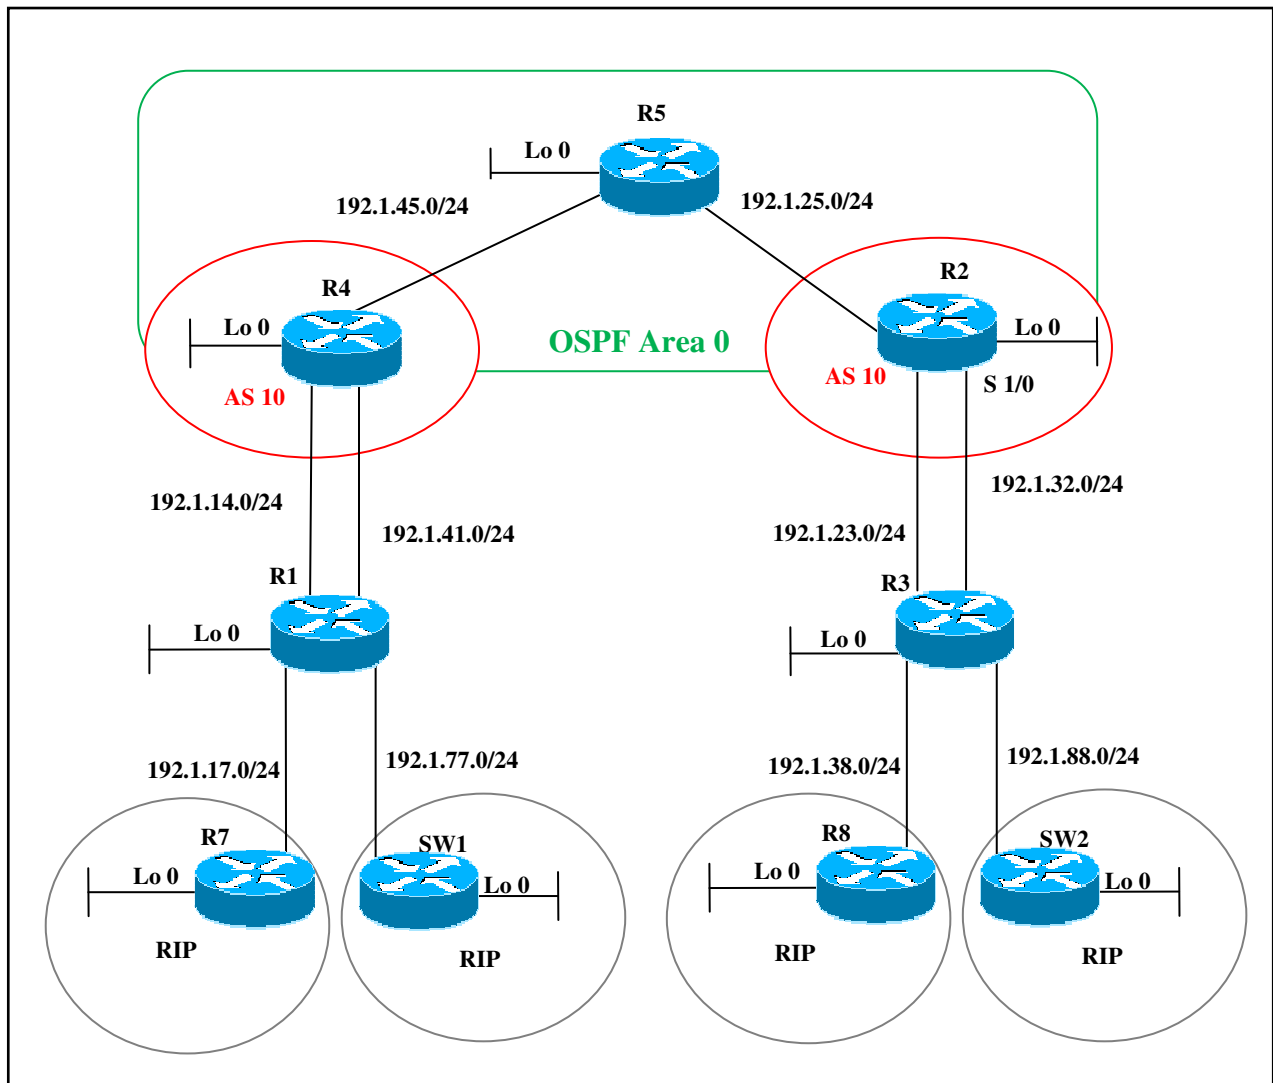 R5
Lo 0
192.1.45.0/24
192.1.25.0/24
R4
R2
Lo 0
Lo 0
OSPF Area 0
AS 10
AS 10
S 1/0
192.1.14.0/24
192.1.32.0/24
192.1.41.0/24
192.1.23.0/24
R1
R3
Lo 0
Lo 0
192.1.17.0/24
192.1.77.0/24
192.1.38.0/24
192.1.88.0/24
R7
SW1
R8
SW2
Lo 0
Lo 0
Lo 0
Lo 0
RIP
RIP
RIP
RIP